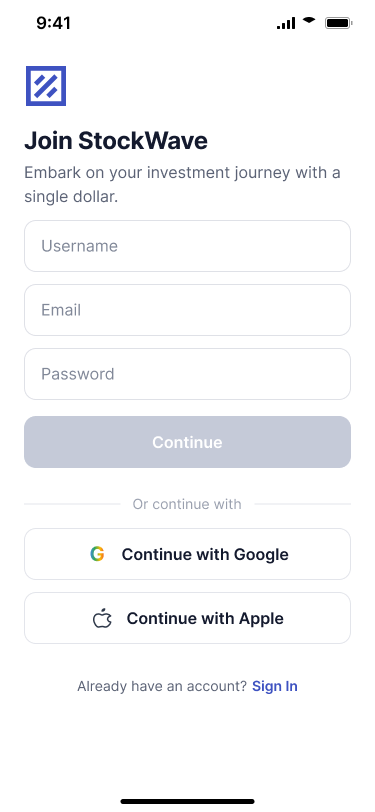 9:41
Join StockWave
Embark on your investment journey with a
single dollar.
Username
Email
Password
Continue
Or continue with
G Continue with Google
Continue with Apple
Already have an account? Sign In